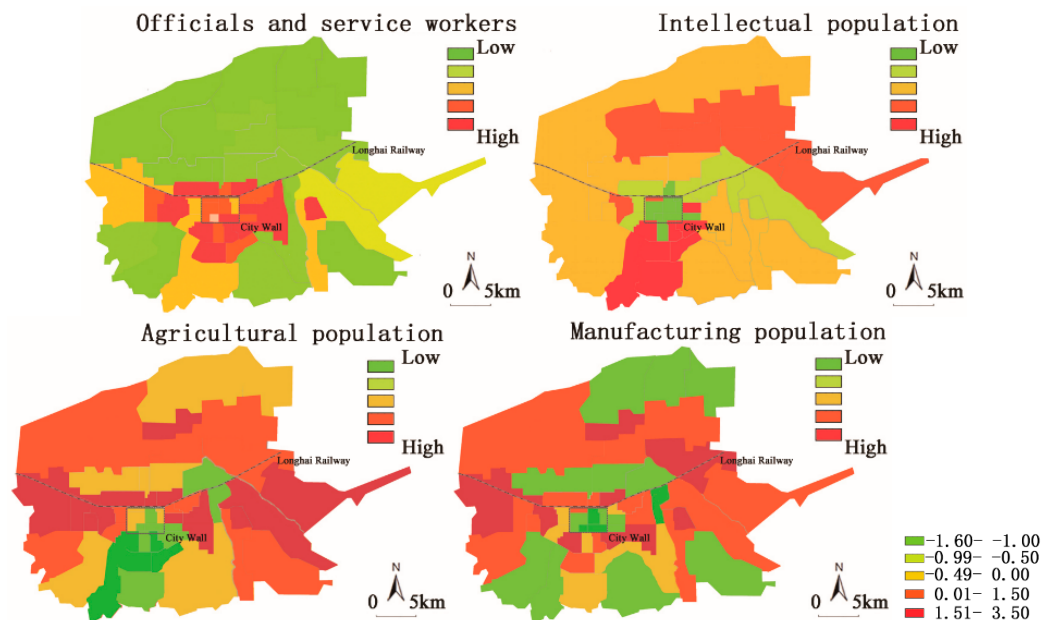 Officials and service workers
Low
High
Longhai Railway
City Wall
N
0 5km
Intellectual population
Low
High
Longhai Railway
City Wall
N
0 5km
Agricultural population
Low
High
Longhai Railway
City Wall
N
0 5km
Manufacturing population
Low
High
Longhai Railway
City Wall
N
0 5km
-1.60- -1.00
-0.99- -0.50
-0.49- 0.00
0.01- 1.50
1.51- 3.50